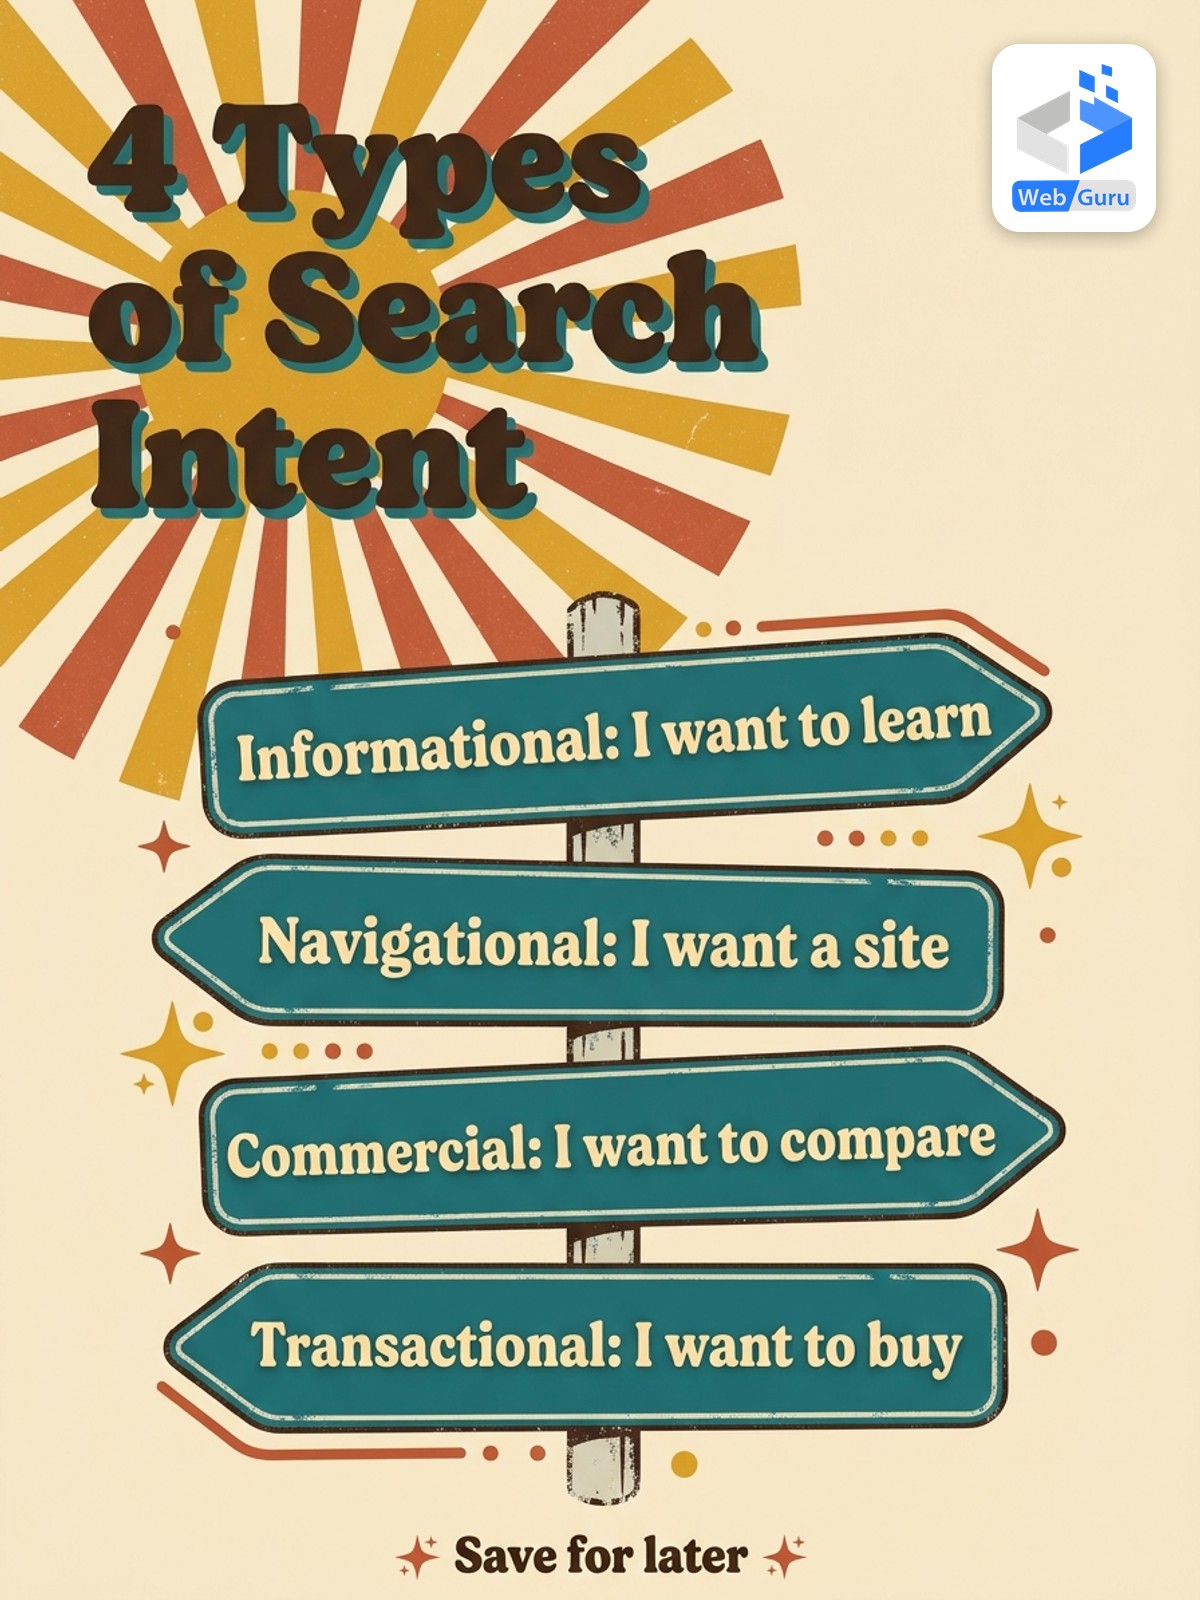 4 Types
of Search
Intent
Web Guru
Informational: I want to learn
Navigational: I want a site
Commercial: I want to compare
Transactional: I want to buy
Save for later